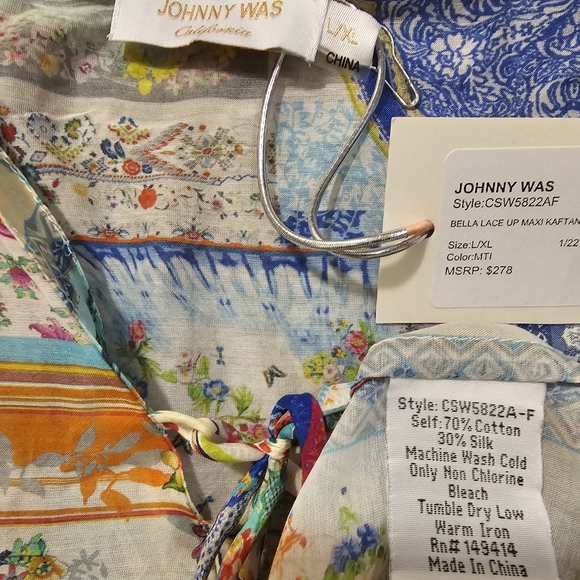 JOHNNY WAS
California
L/XL
CHINA
JOHNNY WAS
Style:CSW5822AF
BELLA LACE UP MAXI KAFTAN
Size:L/XL 1/22
Color:MTI
MSRP: $278
Style: CSW5822A-F
Self:70% Cotton
30% Silk
Machine Wash Cold
Only Non Chlorine
Bleach
Tumble Dry Low
Warm Iron
Rn# 149414
Made In China